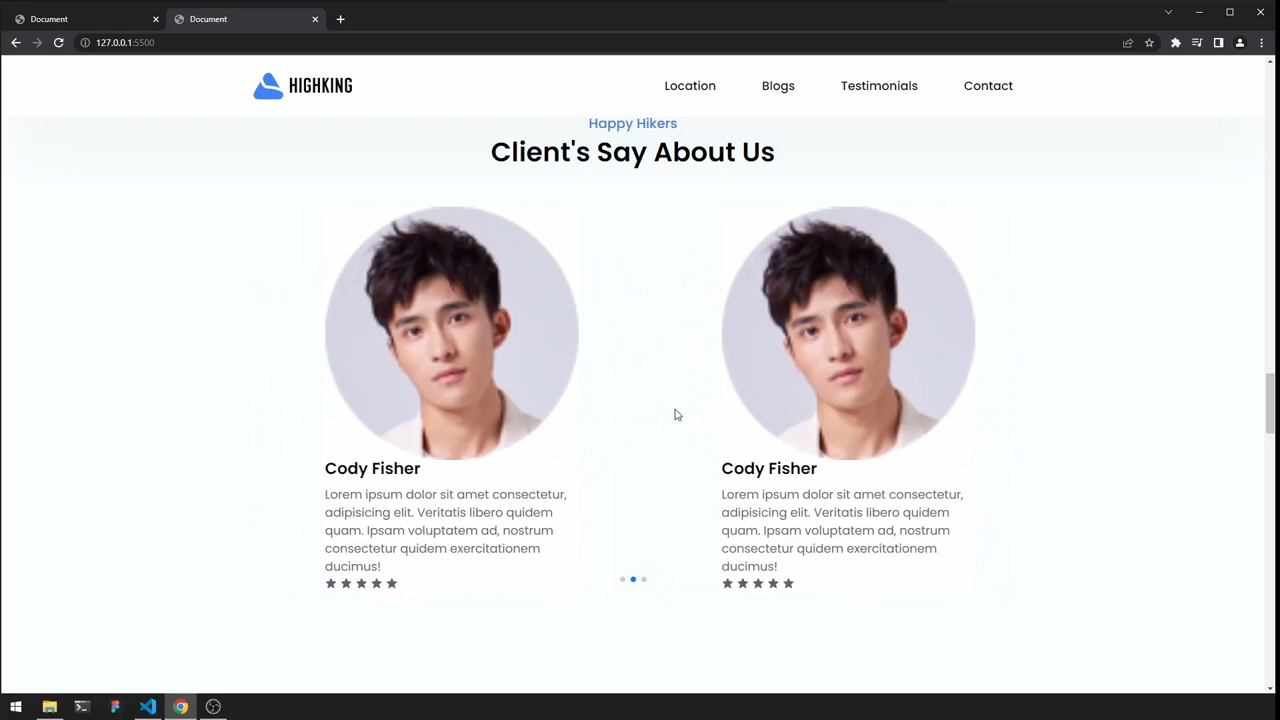 Document
Document
127.0.0.1:5500
HIGHKING
Location
Blogs
Testimonials
Contact
Happy Hikers
Client's Say About Us
Cody Fisher
Lorem ipsum dolor sit amet consectetur,
adipisicing elit. Veritatis libero quidem
quam. Ipsam voluptatem ad, nostrum
consectetur quidem exercitationem
ducimus!
Cody Fisher
Lorem ipsum dolor sit amet consectetur,
adipisicing elit. Veritatis libero quidem
quam. Ipsam voluptatem ad, nostrum
consectetur quidem exercitationem
ducimus!